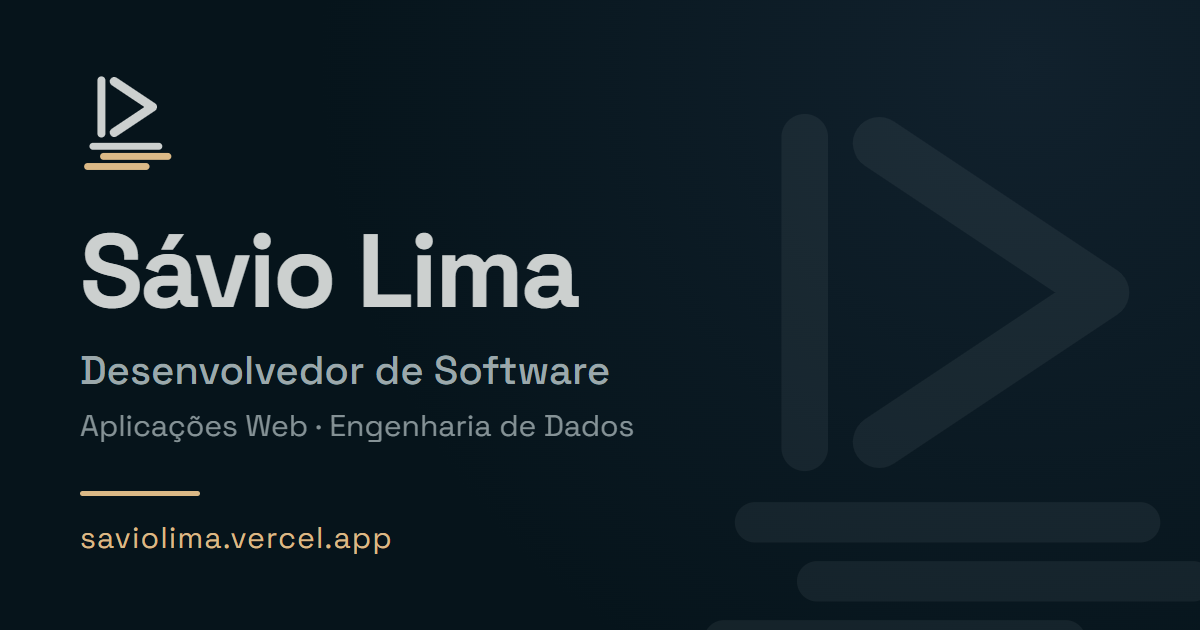 Sávio Lima
Desenvolvedor de Software
Aplicações Web · Engenharia de Dados
saviolima.vercel.app